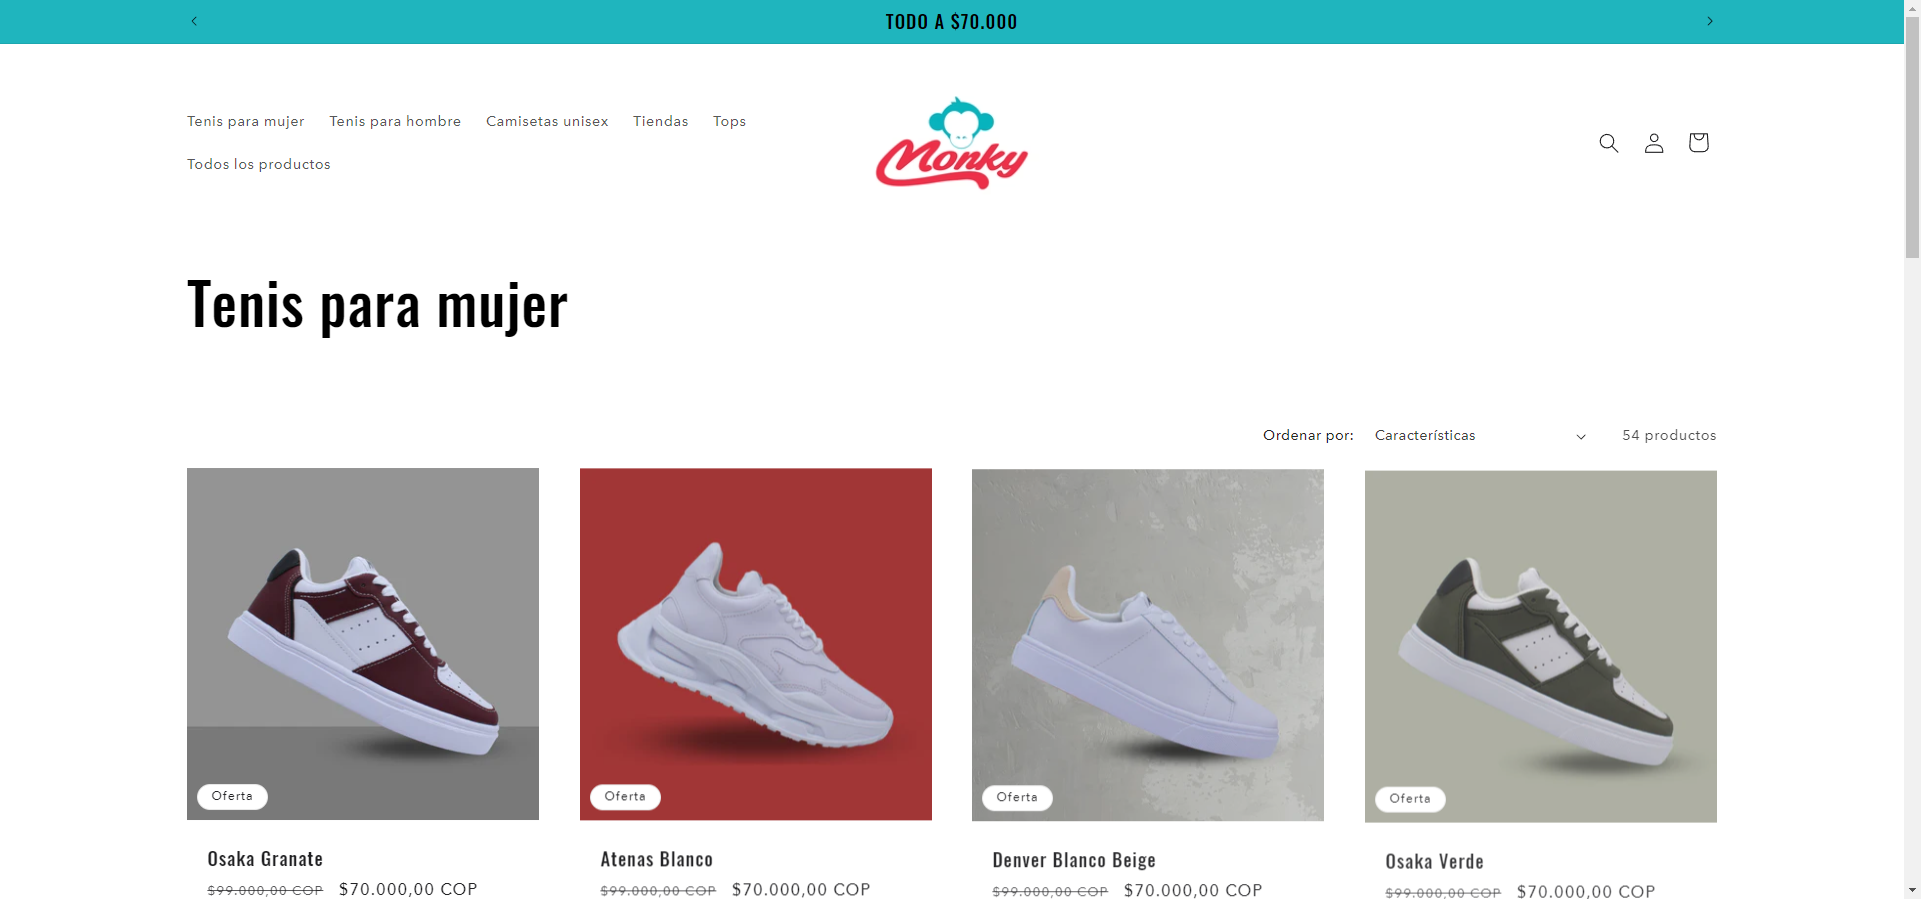 TODO A $70.000
Tenis para mujer
Tenis para hombre
Camisetas unisex
Tiendas
Tops
Todos los productos
Monky
Tenis para mujer
Ordenar por:
Características
54 productos
Oferta
Oferta
Oferta
Oferta
Osaka Granate
$99.000,00 COP $70.000,00 COP
Atenas Blanco
$99.000,00 COP $70.000,00 COP
Denver Blanco Beige
$99.000,00 COP $70.000,00 COP
Osaka Verde
$99.000,00 COP $70.000,00 COP